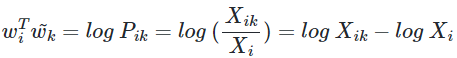 $w_i^T \tilde{w}_k = log\, P_{ik} = log\, (\frac{X_{ik}}{X_i}) = log\, X_{ik} - log\, X_i$